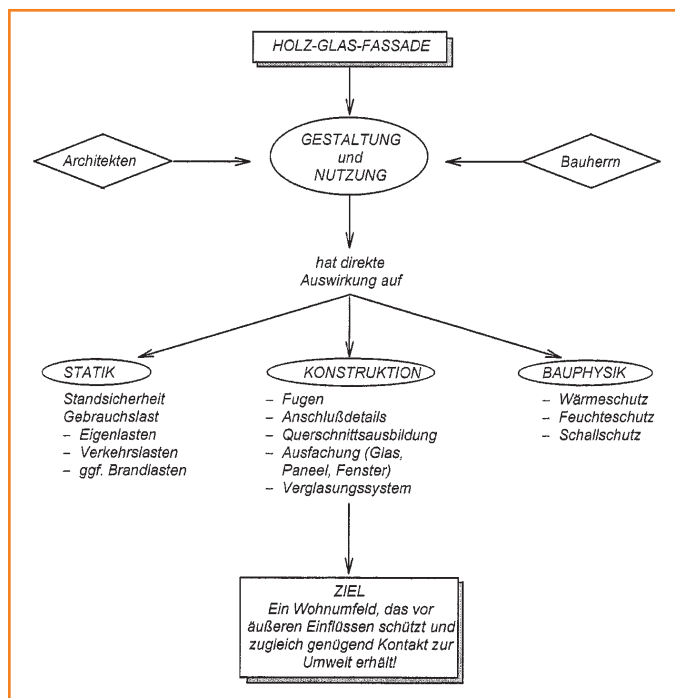 HOLZ-GLAS-FASSADE
GESTALTUNG
und
NUTZUNG
Architekten
Bauherrn
hat direkte
Auswirkung auf
STATIK
Standsicherheit
Gebrauchslast
– Eigenlasten
– Verkehrslasten
– ggf. Brandlasten
KONSTRUKTION
– Fugen
– Anschlußdetails
– Querschnittsausbildung
– Ausfachung (Glas,
Paneel, Fenster)
– Verglasungssystem
BAUPHYSIK
– Wärmeschutz
– Feuchteschutz
– Schallschutz
ZIEL
Ein Wohnumfeld, das vor
äußeren Einflüssen schützt und
zugleich genügend Kontakt zur
Umwelt erhält!